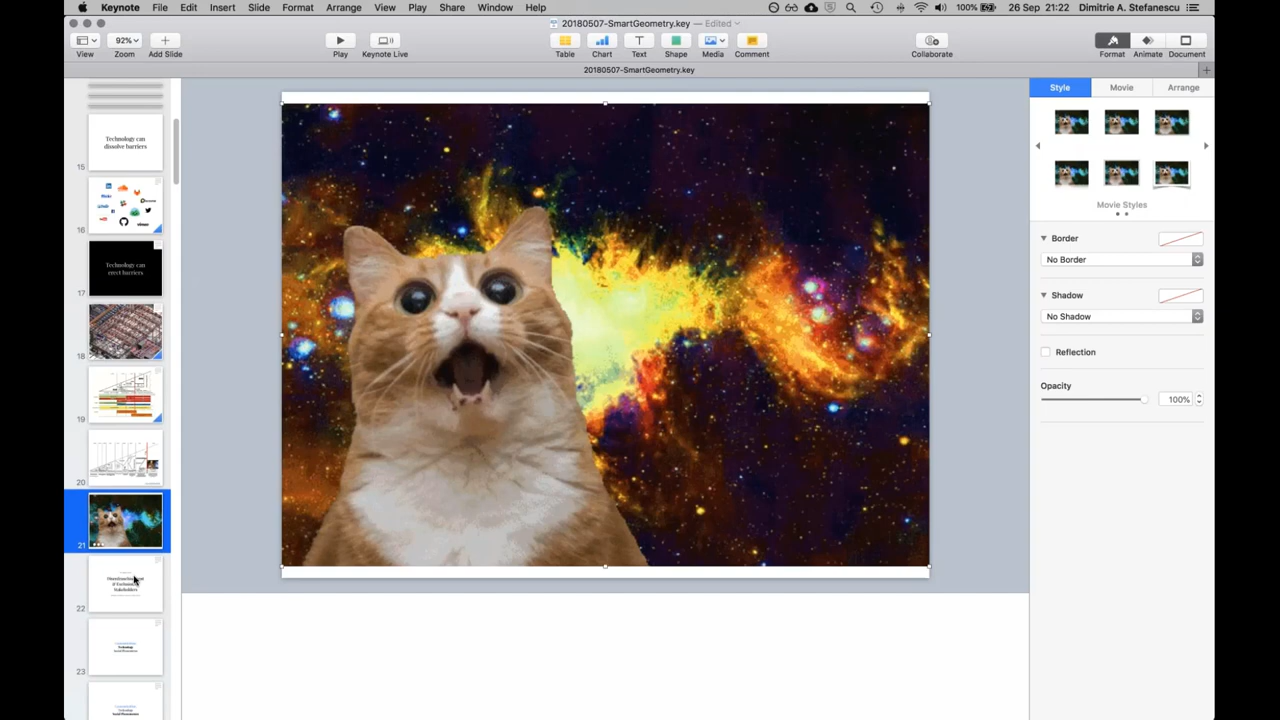 Keynote File Edit Insert Slide Format Arrange View Play Share Window Help 100% 26 Sep 21:22 Dimitrie A. Stefanescu
20180507-SmartGeometry.key — Edited
92%
View Zoom Add Slide Play Keynote Live Table Chart Text Shape Media Comment Collaborate Format Animate Document
20180507-SmartGeometry.key
Style Movie Arrange
Technology can
dissolve barriers
15
16
Technology can
erect barriers
17
18
19
20
21
22
23
Movie Styles
Border
No Border
Shadow
No Shadow
Reflection
Opacity
100%